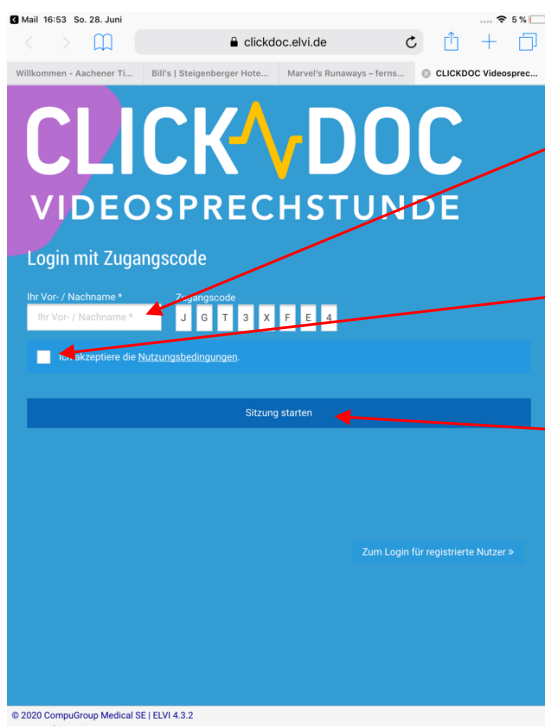 Mail 16:53 So. 28. Juni 5 %
clickdoc.elvi.de
Willkommen - Aachener Ti... Bill's | Steigenberger Hote... Marvel's Runaways – ferns... CLICKDOC Videosprec...
CLICK DOC
VIDEOSPRECHSTUNDE
Login mit Zugangscode
Ihr Vor- / Nachname * Zugangscode
Ihr Vor- / Nachname * J G T 3 X F E 4
Ich akzeptiere die Nutzungsbedingungen.
Sitzung starten
Zum Login für registrierte Nutzer »
© 2020 CompuGroup Medical SE | ELVI 4.3.2